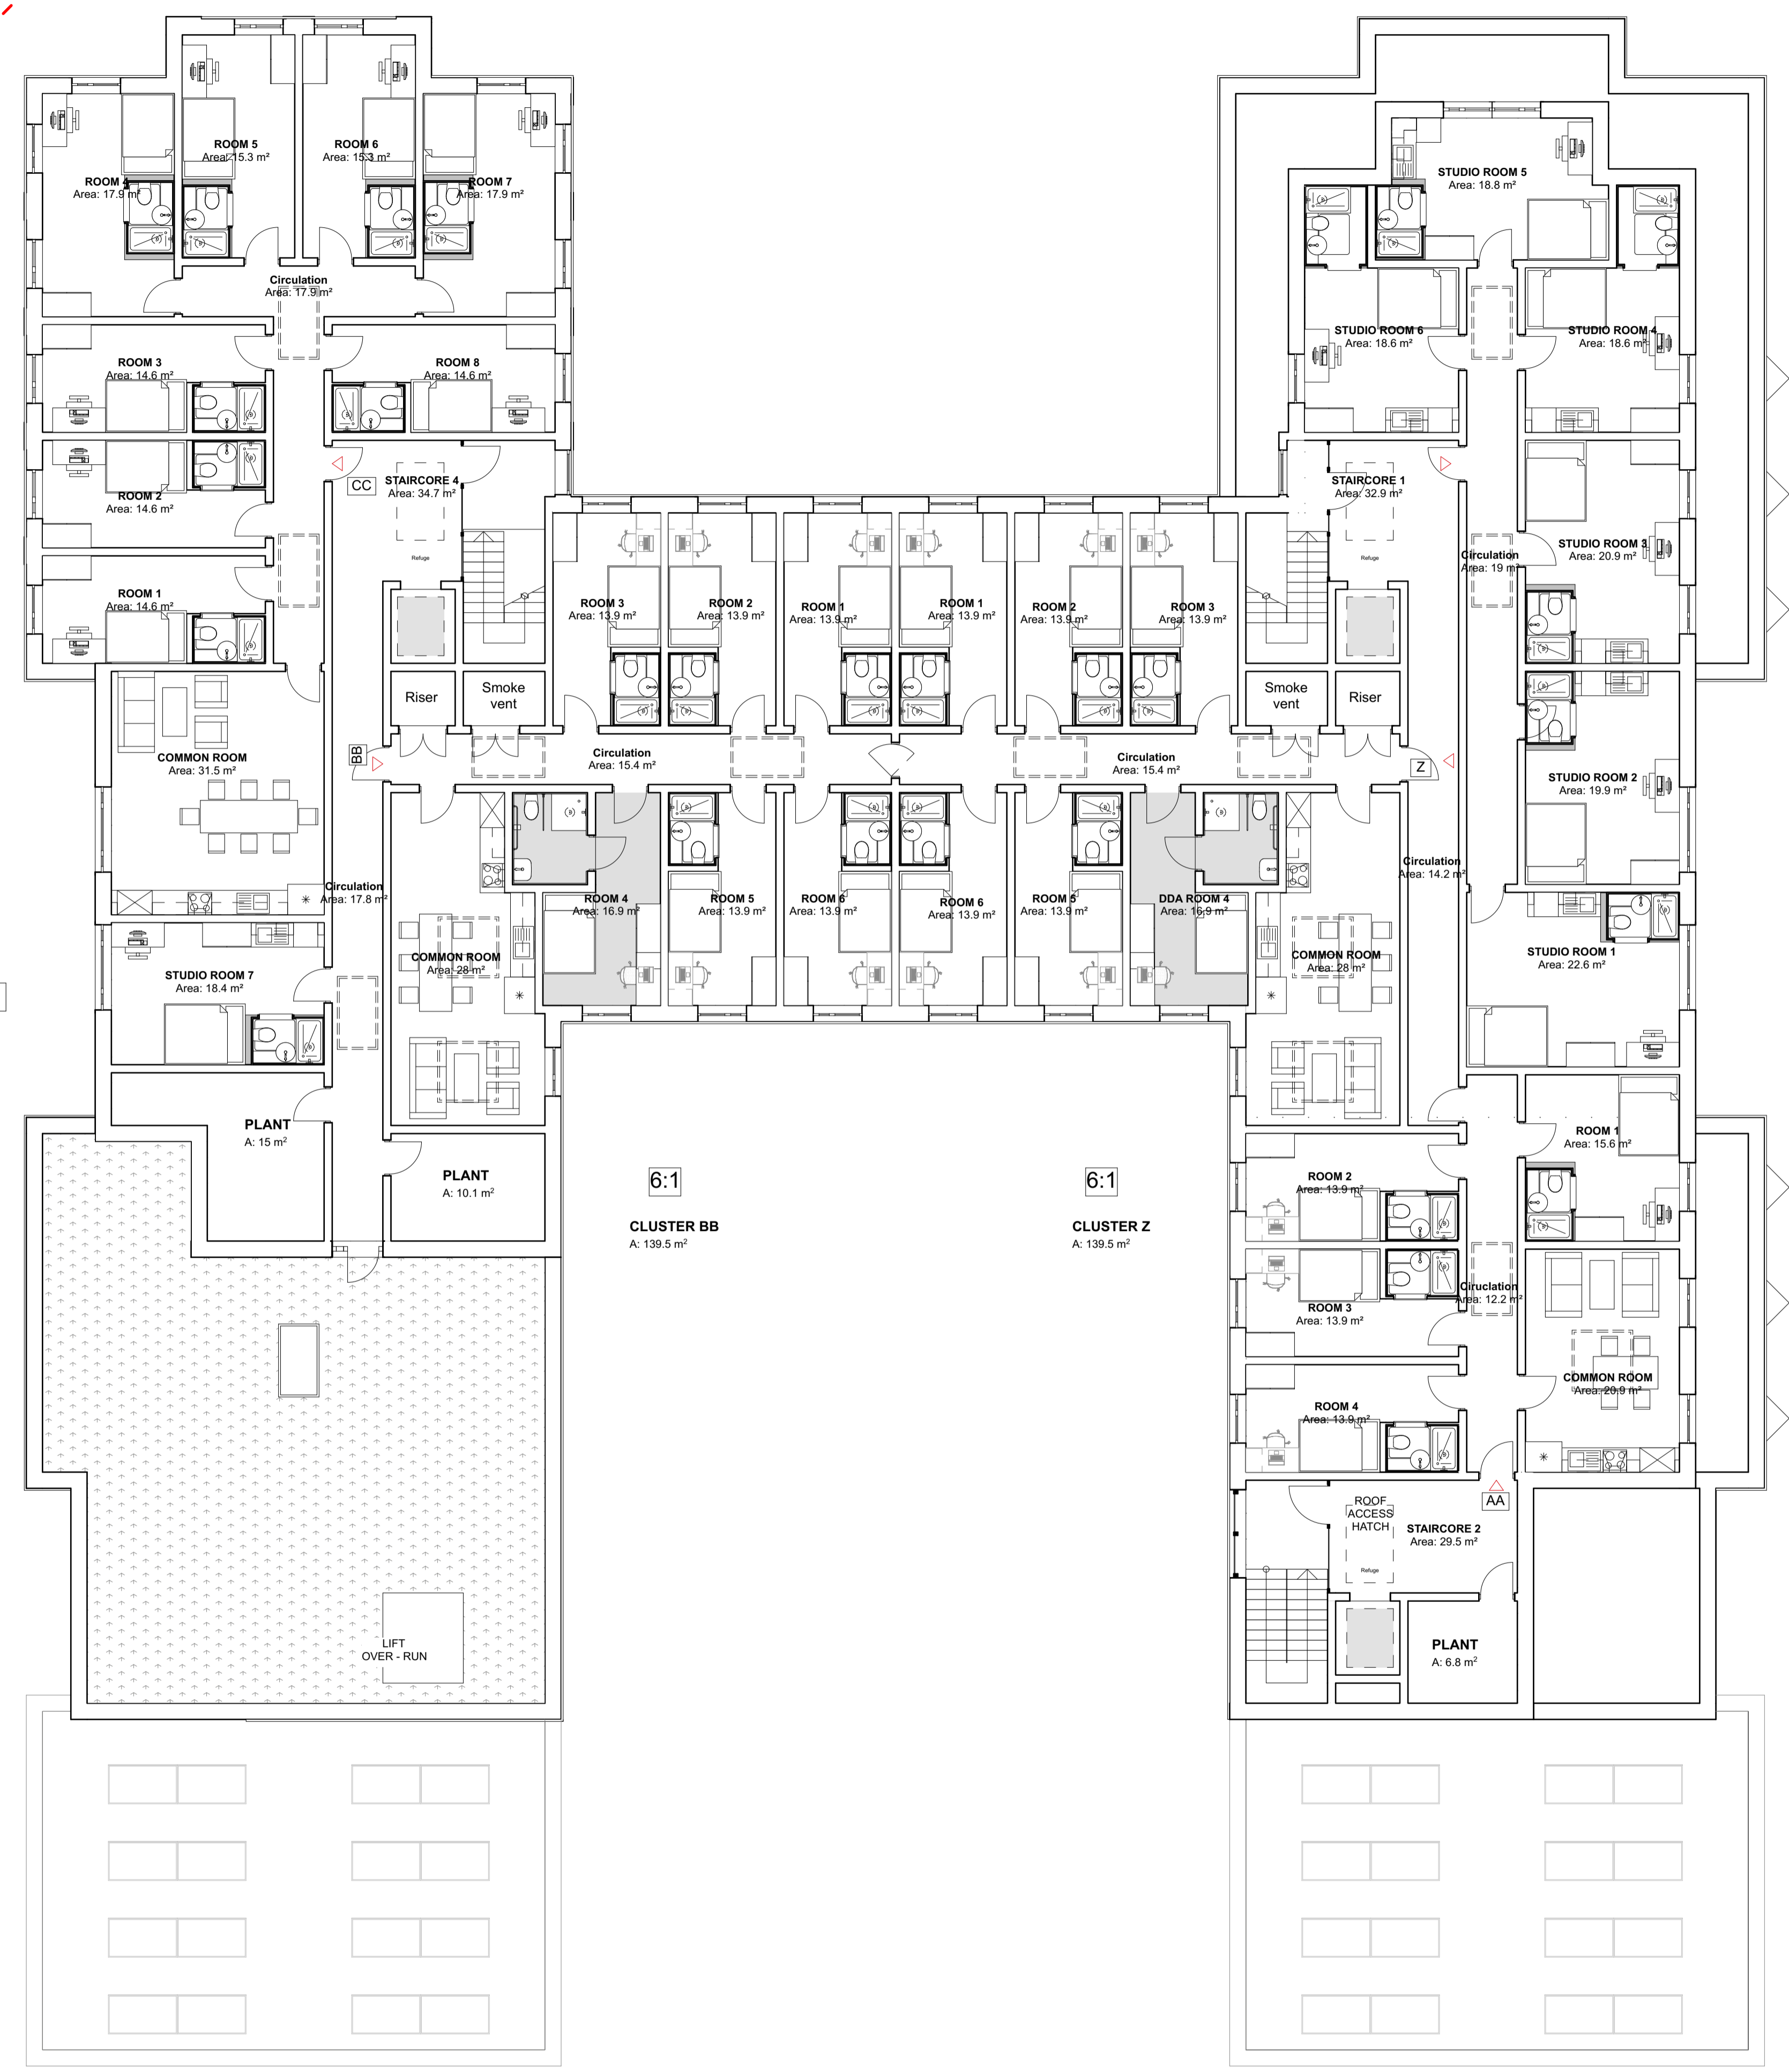 ROOM 5
Area: 15.3 m²
ROOM 6
Area: 15.3 m²
ROOM 4
Area: 17.9 m²
ROOM 7
Area: 17.9 m²
Circulation
Area: 17.9 m²
ROOM 3
Area: 14.6 m²
ROOM 8
Area: 14.6 m²
ROOM 2
Area: 14.6 m²
ROOM 1
Area: 14.6 m²
CC
STAIRCORE 4
Area: 34.7 m²
Refuge
Riser
Smoke
vent
BB
COMMON ROOM
Area: 31.5 m²
Circulation
Area: 17.8 m²
STUDIO ROOM 7
Area: 18.4 m²
PLANT
A: 15 m²
PLANT
A: 10.1 m²
LIFT
OVER - RUN
ROOM 3
Area: 13.9 m²
ROOM 2
Area: 13.9 m²
ROOM 1
Area: 13.9 m²
ROOM 1
Area: 13.9 m²
ROOM 2
Area: 13.9 m²
ROOM 3
Area: 13.9 m²
Circulation
Area: 15.4 m²
Circulation
Area: 15.4 m²
COMMON ROOM
Area: 28 m²
ROOM 4
Area: 16.9 m²
ROOM 5
Area: 13.9 m²
ROOM 6
Area: 13.9 m²
ROOM 6
Area: 13.9 m²
ROOM 5
Area: 13.9 m²
DDA ROOM 4
Area: 16.9 m²
COMMON ROOM
Area: 28 m²
6:1
CLUSTER BB
A: 139.5 m²
6:1
CLUSTER Z
A: 139.5 m²
STUDIO ROOM 5
Area: 18.8 m²
STUDIO ROOM 6
Area: 18.6 m²
STUDIO ROOM 4
Area: 18.6 m²
STAIRCORE 1
Area: 32.9 m²
Refuge
Smoke
vent
Riser
Z
Circulation
Area: 19 m²
STUDIO ROOM 3
Area: 20.9 m²
STUDIO ROOM 2
Area: 19.9 m²
Circulation
Area: 14.2 m²
STUDIO ROOM 1
Area: 22.6 m²
ROOM 1
Area: 15.6 m²
ROOM 2
Area: 13.9 m²
ROOM 3
Area: 13.9 m²
Ciruclation
Area: 12.2 m²
ROOM 4
Area: 13.9 m²
COMMON ROOM
Area: 20.9 m²
AA
ROOF
ACCESS
HATCH
STAIRCORE 2
Area: 29.5 m²
Refuge
PLANT
A: 6.8 m²